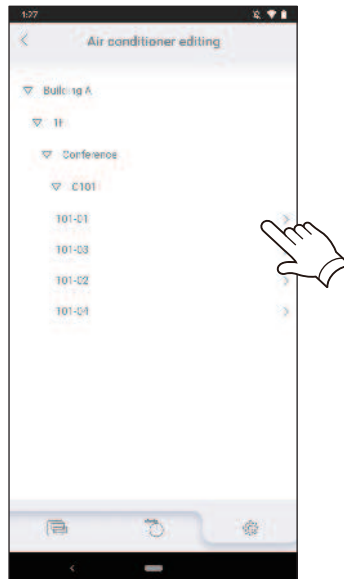 1:27
Air conditioner editing
Building A
1F
Conference
C101
101-01
101-03
101-02
101-04